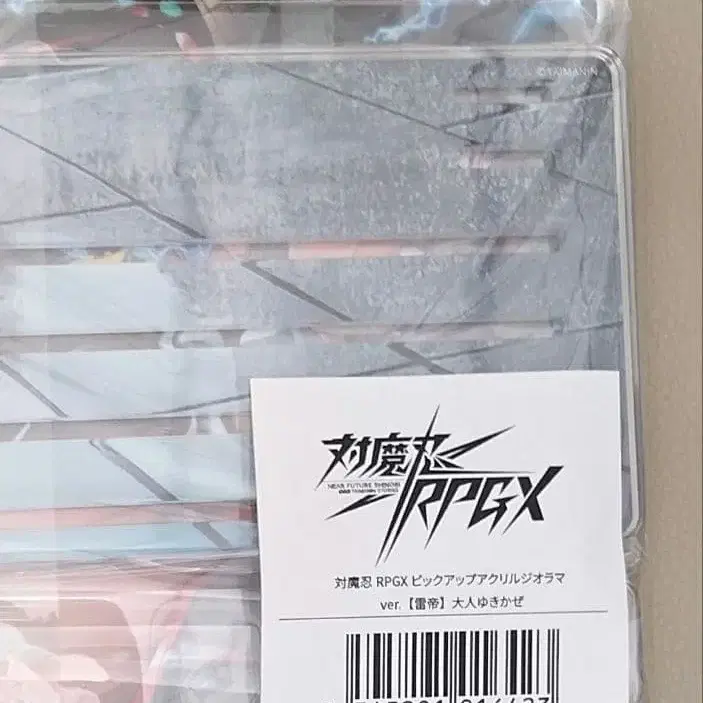 ©TAIMANIN
対魔忍
NEAR FUTURE SHINOBI
RPGX
対魔忍 RPGX ピックアップアクリルジオラマ
ver.【雷帝】大人ゆきかぜ